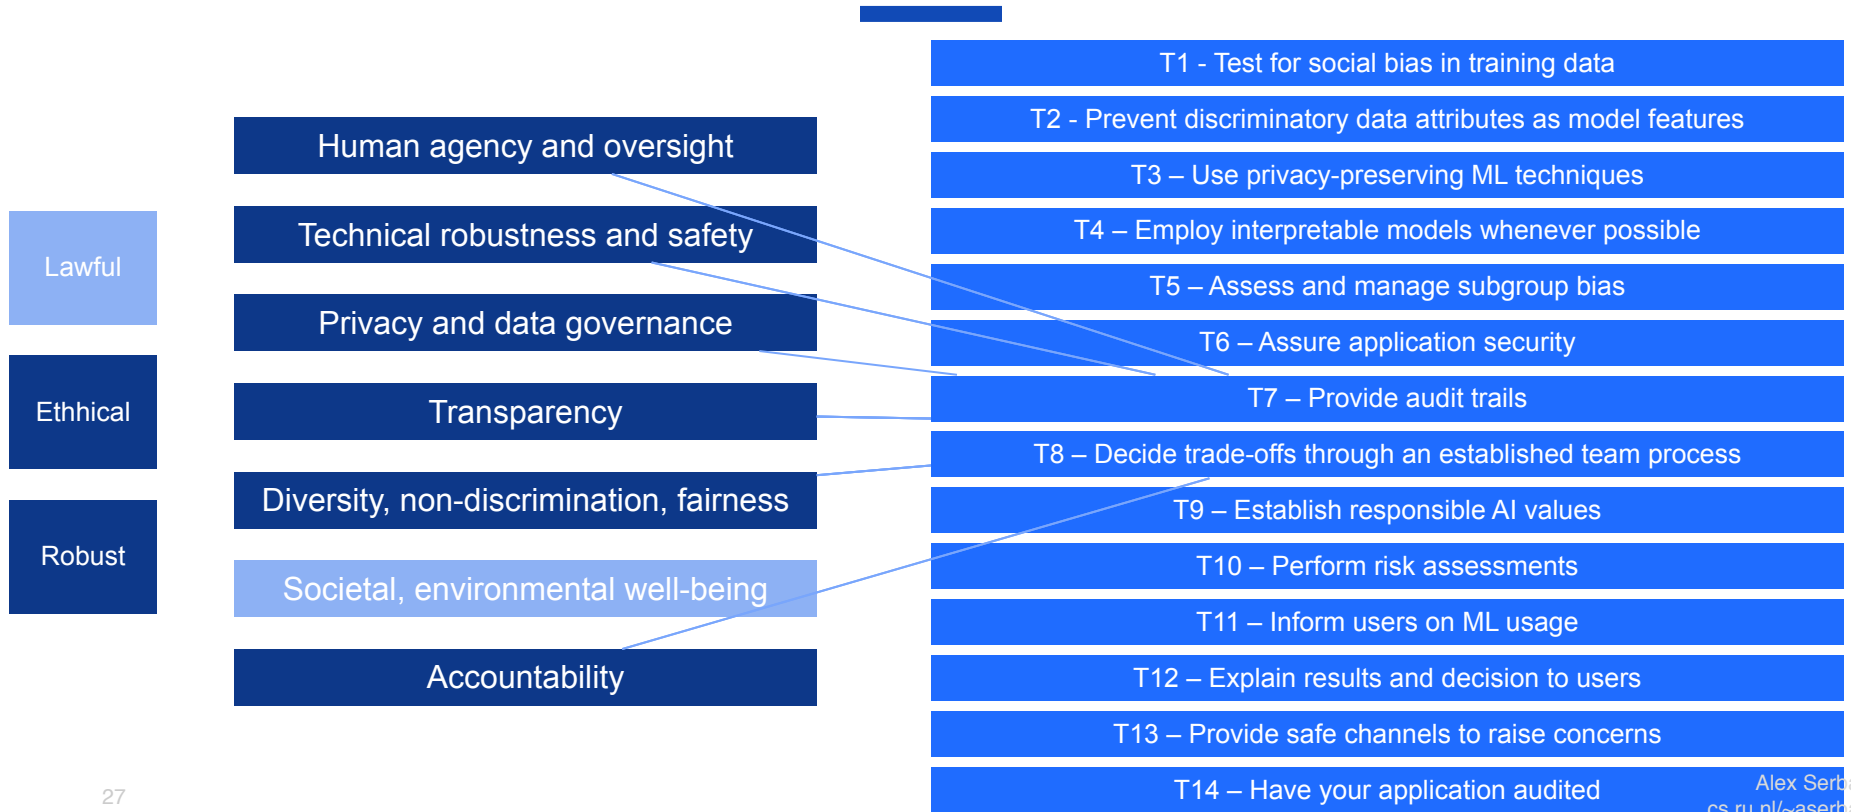 Lawful
Ethhical
Robust
Human agency and oversight
Technical robustness and safety
Privacy and data governance
Transparency
Diversity, non-discrimination, fairness
Societal, environmental well-being
Accountability
T1 - Test for social bias in training data
T2 - Prevent discriminatory data attributes as model features
T3 – Use privacy-preserving ML techniques
T4 – Employ interpretable models whenever possible
T5 – Assess and manage subgroup bias
T6 – Assure application security
T7 – Provide audit trails
T8 – Decide trade-offs through an established team process
T9 – Establish responsible AI values
T10 – Perform risk assessments
T11 – Inform users on ML usage
T12 – Explain results and decision to users
T13 – Provide safe channels to raise concerns
T14 – Have your application audited
27
Alex